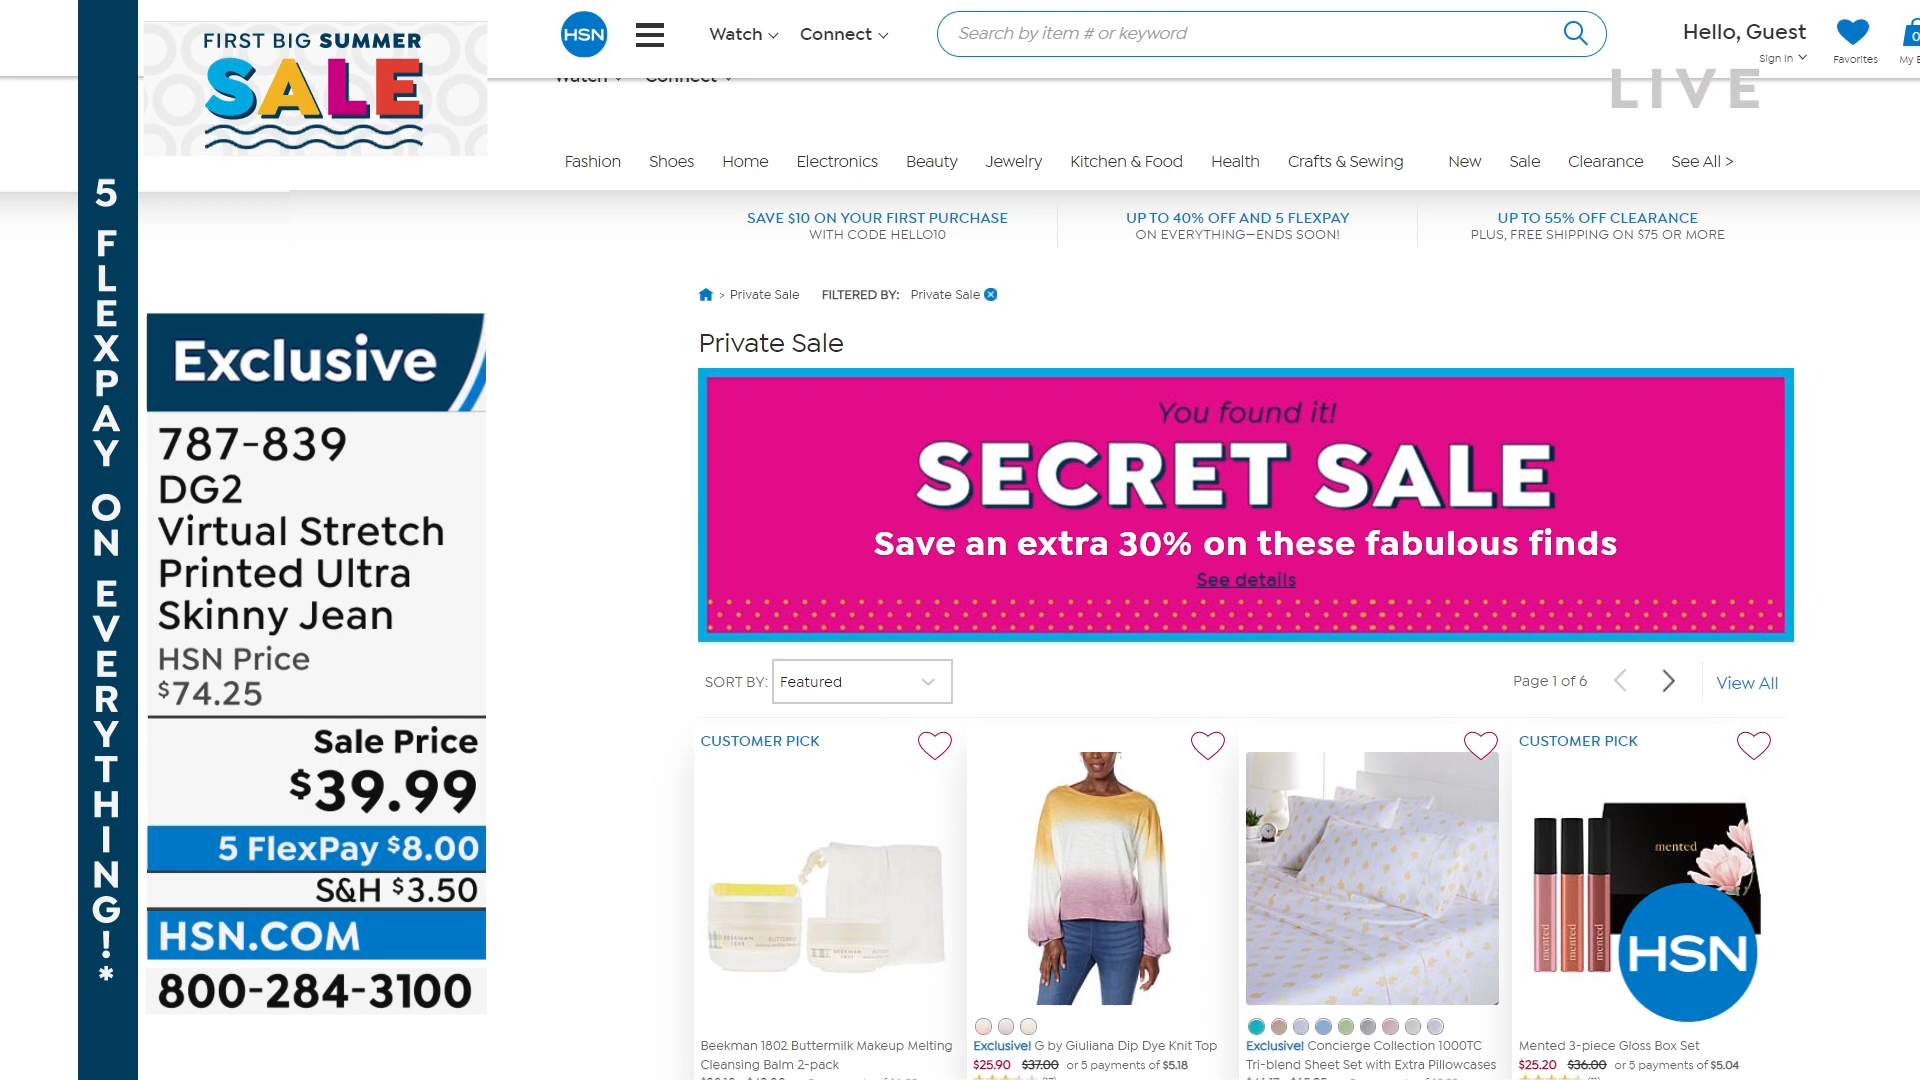 FIRST BIG SUMMER
SALE
5 FLEXPAY ON EVERYTHING!*
Exclusive
787-839
DG2
Virtual Stretch
Printed Ultra
Skinny Jean
HSN Price
$74.25
Sale Price
$39.99
5 FlexPay $8.00
S&H $3.50
HSN.COM
800-284-3100
HSN
Watch
Connect
Search by item # or keyword
Hello, Guest
Sign In
Favorites
0
My
Watch
Connect
LIVE
Fashion
Shoes
Home
Electronics
Beauty
Jewelry
Kitchen & Food
Health
Crafts & Sewing
New
Sale
Clearance
See All >
SAVE $10 ON YOUR FIRST PURCHASE
WITH CODE HELLO10
UP TO 40% OFF AND 5 FLEXPAY
ON EVERYTHING—ENDS SOON!
UP TO 55% OFF CLEARANCE
PLUS, FREE SHIPPING ON $75 OR MORE
> Private Sale
FILTERED BY: Private Sale
Private Sale
You found it!
SECRET SALE
Save an extra 30% on these fabulous finds
See details
SORT BY: Featured
Page 1 of 6
View All
CUSTOMER PICK
BEEKMAN 1802
Beekman 1802 Buttermilk Makeup Melting
Cleansing Balm 2-pack
Exclusive! G by Giuliana Dip Dye Knit Top
$25.90 $37.00 or 5 payments of $5.18
Exclusive! Concierge Collection 1000TC
Tri-blend Sheet Set with Extra Pillowcases
CUSTOMER PICK
mented
mented
mented
mented
HSN
Mented 3-piece Gloss Box Set
$25.20 $36.00 or 5 payments of $5.04